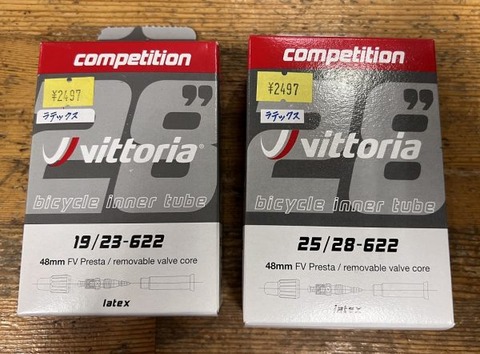 competition
¥2497
ラテックス
28"
vittoria®
bicycle inner tube
19/23-622
48mm FV Presta / removable valve core
latex
competition
¥2497
ラテックス
28"
vittoria
bicycle inner tube
25/28-622
48mm FV Presta / removable valve core
latex